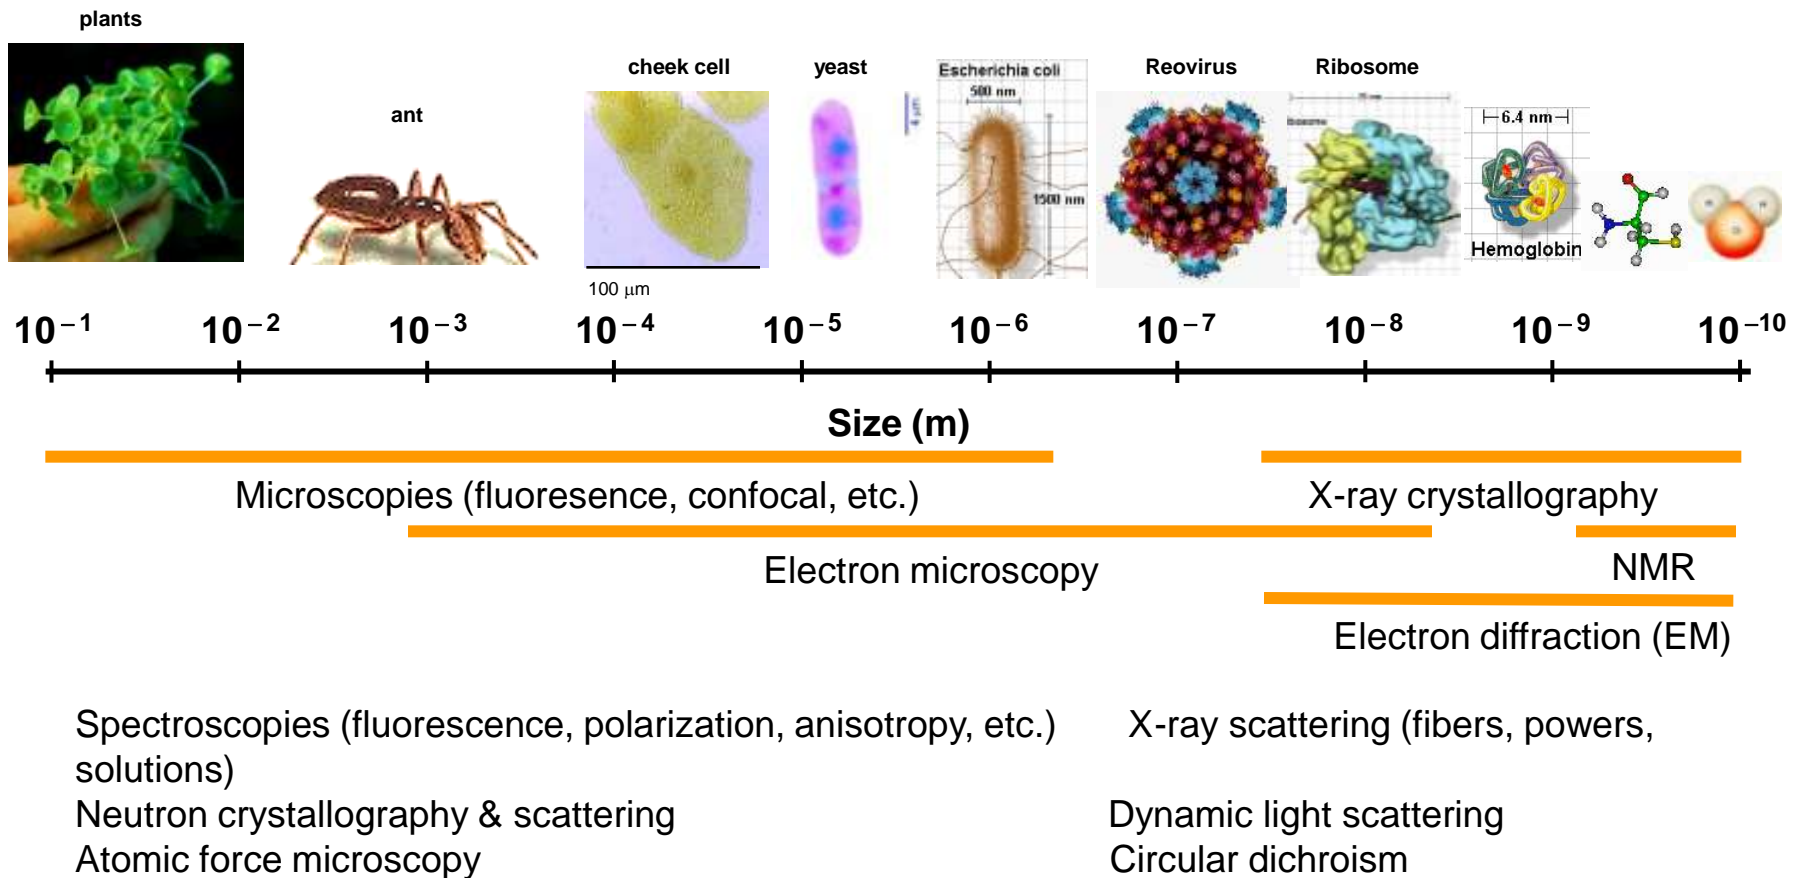 plants
ant
cheek cell
yeast
Escherichia coli
Reovirus
Ribosome
500 nm
4 µm
1500 nm
6.4 nm
Hemoglobin
100 µm
10⁻¹ 10⁻² 10⁻³ 10⁻⁴ 10⁻⁵ 10⁻⁶ 10⁻⁷ 10⁻⁸ 10⁻⁹ 10⁻¹⁰
Size (m)
Microscopies (fluoresence, confocal, etc.)
X-ray crystallography
Electron microscopy
NMR
Electron diffraction (EM)
Spectroscopies (fluorescence, polarization, anisotropy, etc.) X-ray scattering (fibers, powers,
solutions)
Neutron crystallography & scattering Dynamic light scattering
Atomic force microscopy Circular dichroism